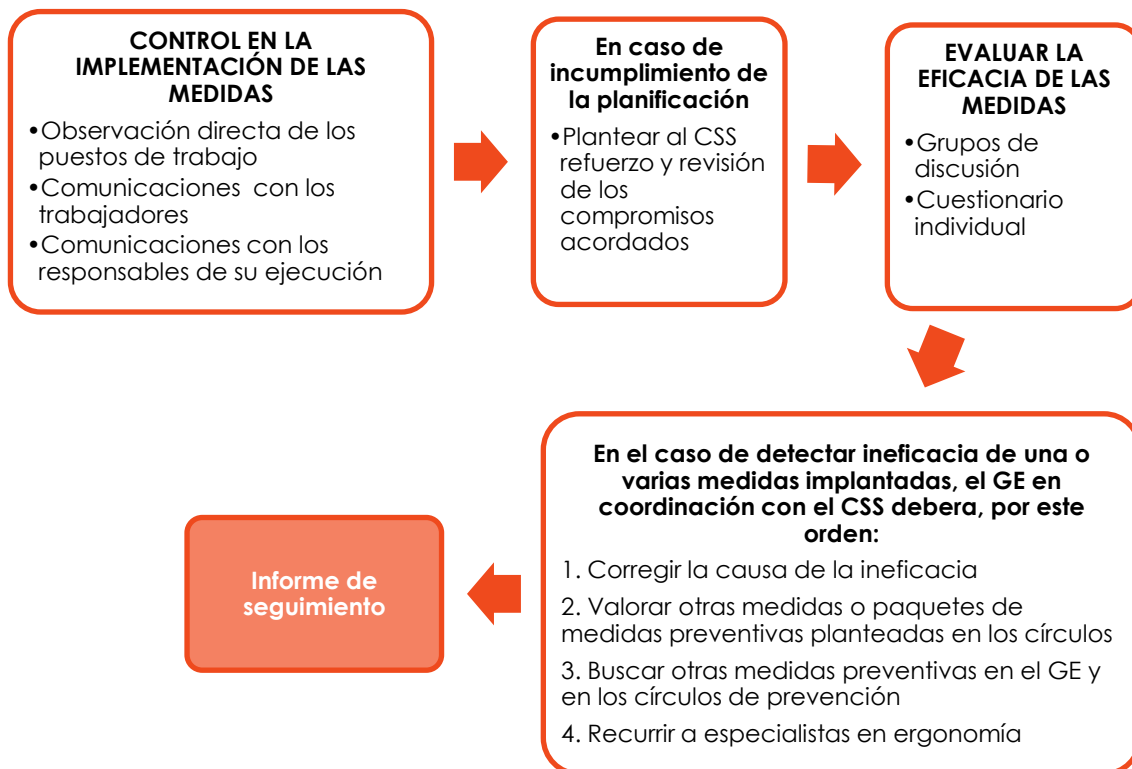 CONTROL EN LA
IMPLEMENTACIÓN DE LAS
MEDIDAS
•Observación directa de los
puestos de trabajo
•Comunicaciones con los
trabajadores
•Comunicaciones con los
responsables de su ejecución
En caso de
incumplimiento de
la planificación
•Plantear al CSS
refuerzo y revisión
de los
compromisos
acordados
EVALUAR LA
EFICACIA DE LAS
MEDIDAS
•Grupos de
discusión
•Cuestionario
individual
En el caso de detectar ineficacia de una o
varias medidas implantadas, el GE en
coordinación con el CSS debera, por este
orden:
1. Corregir la causa de la ineficacia
2. Valorar otras medidas o paquetes de
medidas preventivas planteadas en los círculos
3. Buscar otras medidas preventivas en el GE y
en los círculos de prevención
4. Recurrir a especialistas en ergonomía
Informe de
seguimiento